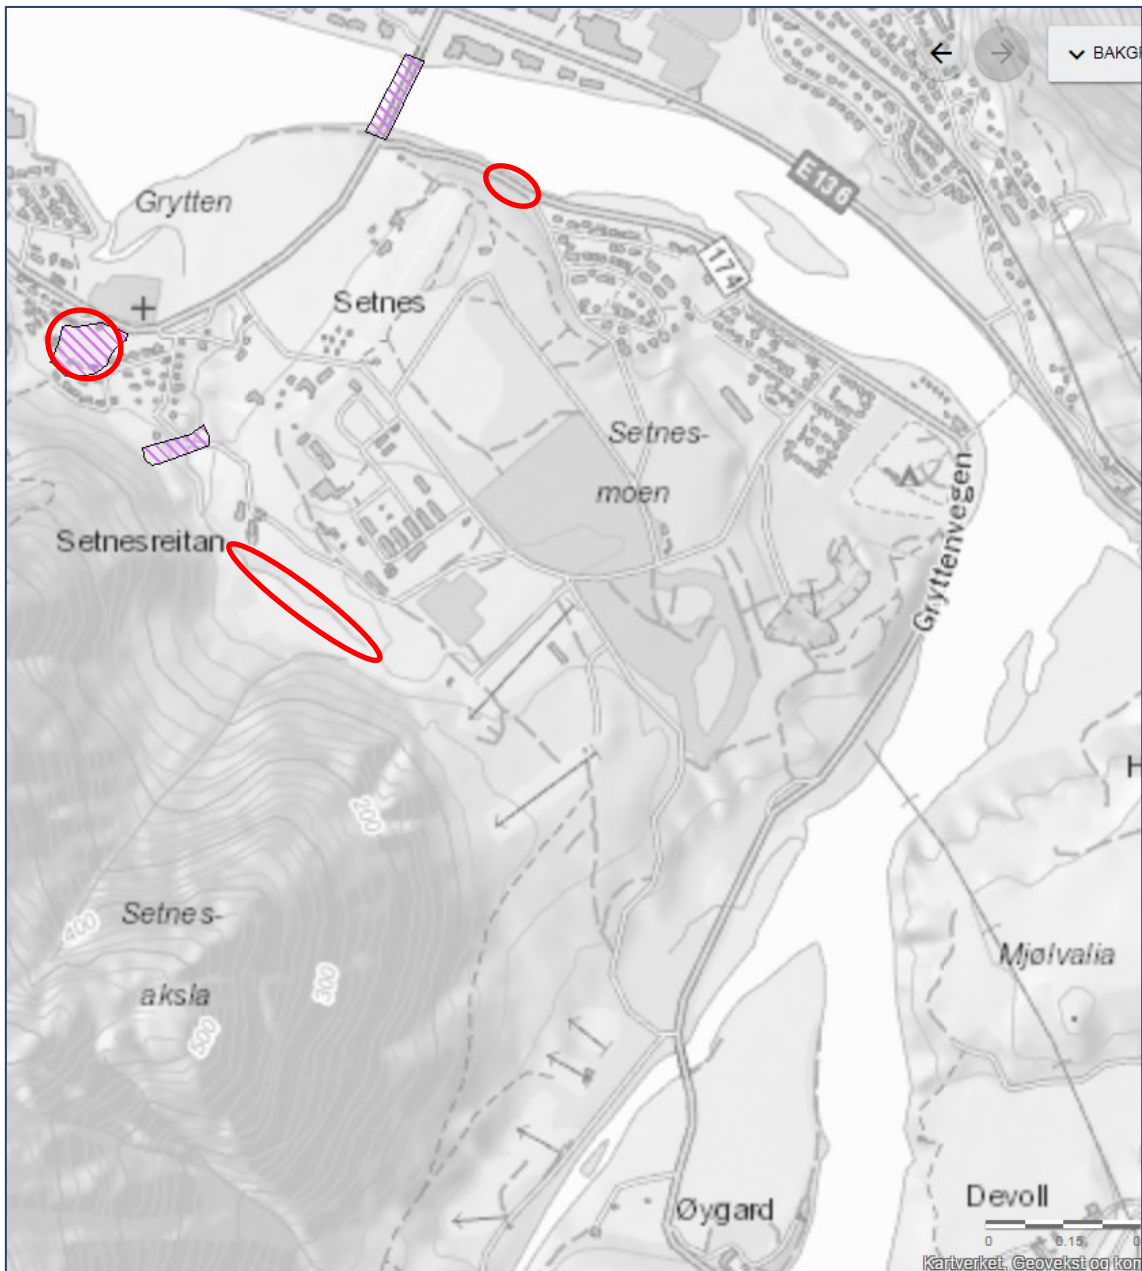 BAKG
E136
Grytten
174
Setnes
Setnes-
moen
Gryttenvegen
Setnesreitan
200
H
Setnes-
aksla
400
300
500
Mjølvalia
Øygard
Devoll
0
0.15,
0
Kartverket, Geovekst og kom